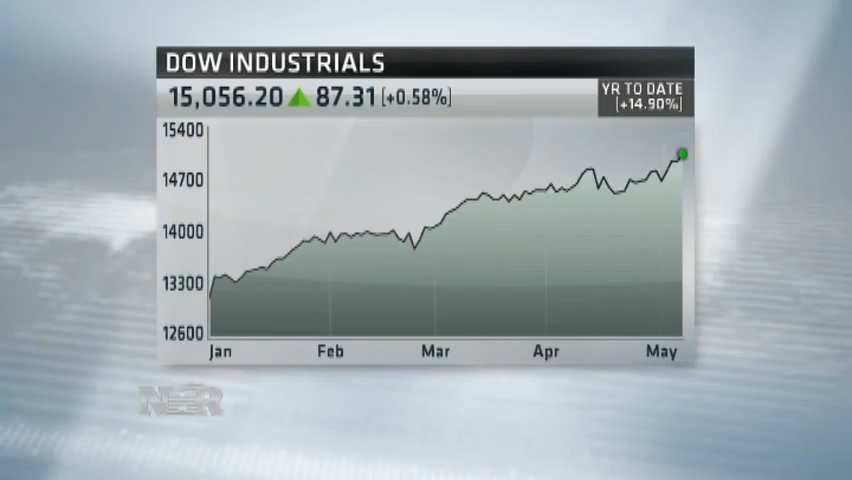 DOW INDUSTRIALS
15,056.20 ▲ 87.31 [+0.58%]
YR TO DATE
[+14.90%]
15400
14700
14000
13300
12600
Jan Feb Mar Apr May